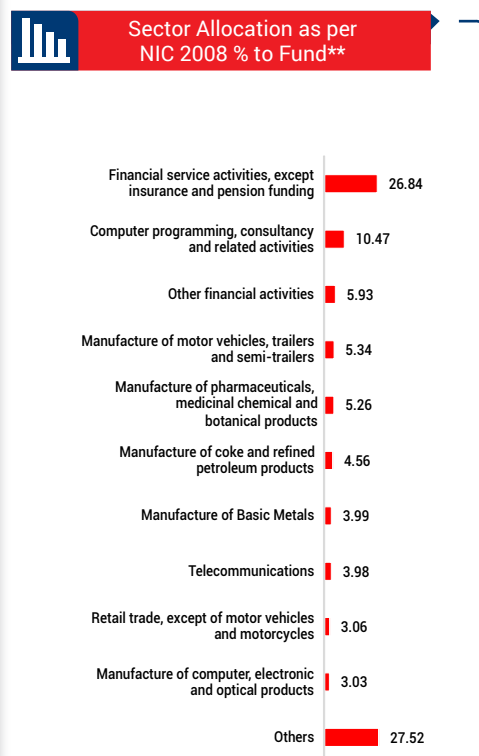 Sector Allocation as per
NIC 2008 % to Fund**
Financial service activities, except
insurance and pension funding
26.84
Computer programming, consultancy
and related activities
10.47
Other financial activities
5.93
Manufacture of motor vehicles, trailers
and semi-trailers
5.34
Manufacture of pharmaceuticals,
medicinal chemical and
botanical products
5.26
Manufacture of coke and refined
petroleum products
4.56
Manufacture of Basic Metals
3.99
Telecommunications
3.98
Retail trade, except of motor vehicles
and motorcycles
3.06
Manufacture of computer, electronic
and optical products
3.03
Others
27.52